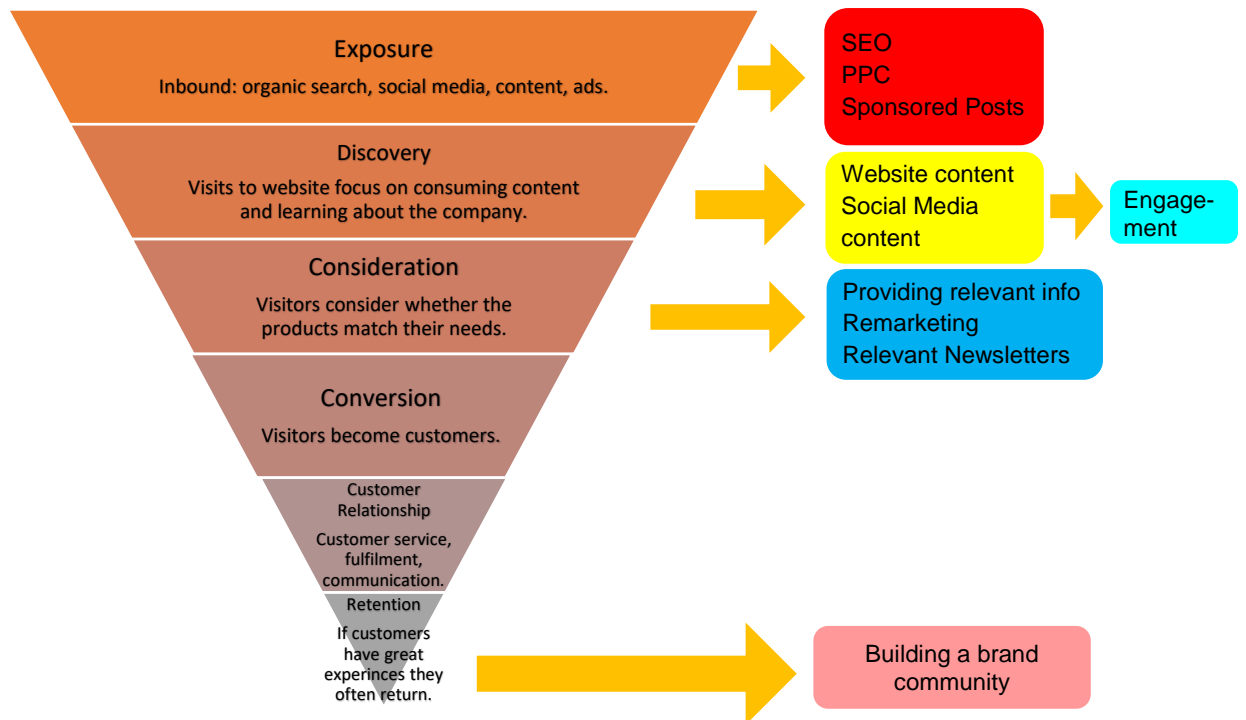 Exposure
Inbound: organic search, social media, content, ads.
SEO
PPC
Sponsored Posts
Discovery
Visits to website focus on consuming content
and learning about the company.
Website content
Social Media
content
Engage-
ment
Consideration
Visitors consider whether the
products match their needs.
Providing relevant info
Remarketing
Relevant Newsletters
Conversion
Visitors become customers.
Customer
Relationship
Customer service,
fulfilment,
communication.
Retention
If customers
have great
experinces they
often return.
Building a brand
community